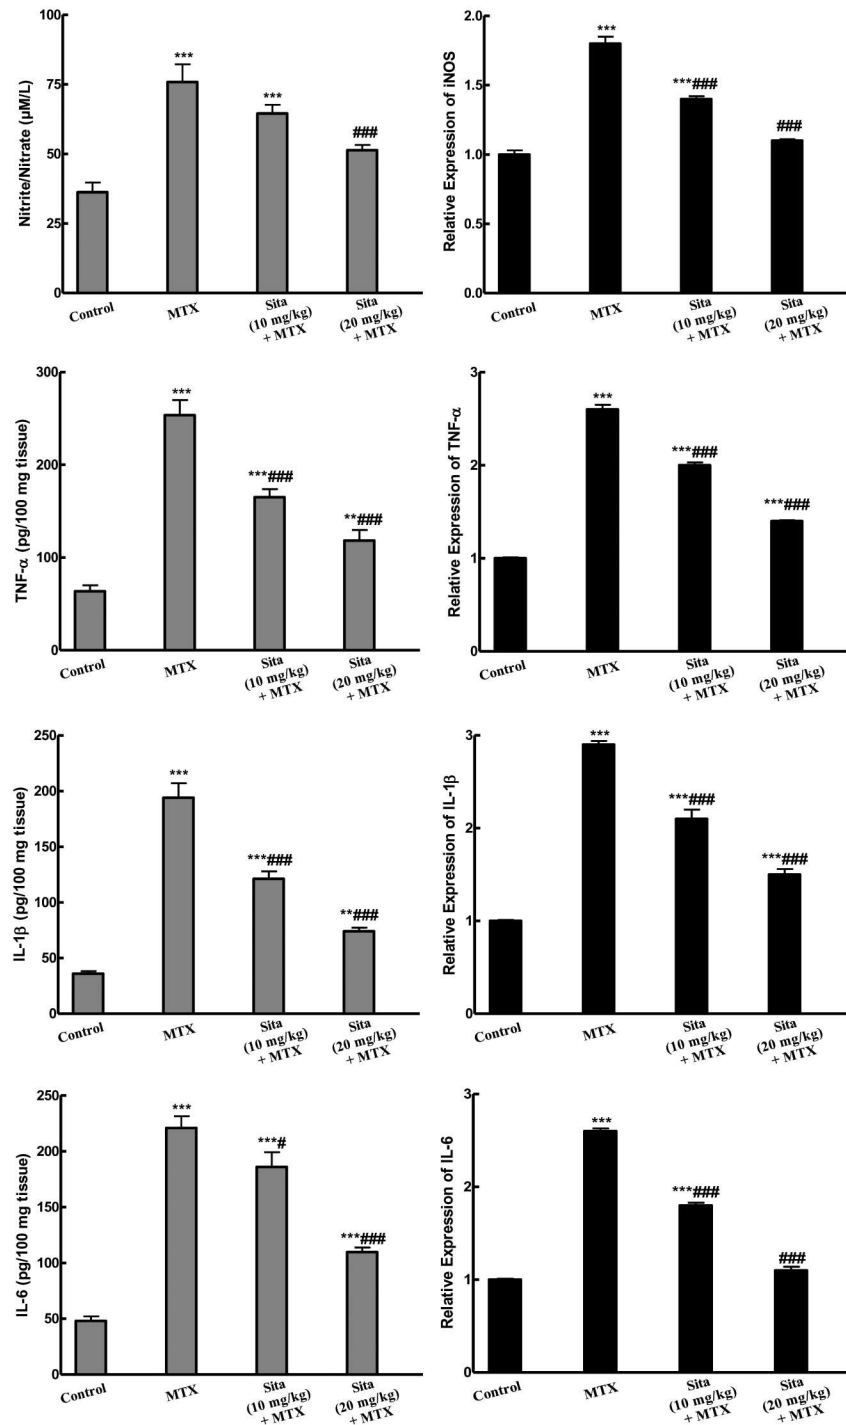 Nitrite/Nitrate (µM/L)
100
75
50
25
0
***
***
###
Control
MTX
Sita
(10 mg/kg)
+ MTX
Sita
(20 mg/kg)
+ MTX
Relative Expression of iNOS
2.0
1.5
1.0
0.5
0.0
***
***###
###
Control
MTX
Sita
(10 mg/kg)
+ MTX
Sita
(20 mg/kg)
+ MTX
TNF-α (pg/100 mg tissue)
300
200
100
0
***
***###
**###
Control
MTX
Sita
(10 mg/kg)
+ MTX
Sita
(20 mg/kg)
+ MTX
Relative Expression of TNF-α
3
2
1
0
***
***###
***###
Control
MTX
Sita
(10 mg/kg)
+ MTX
Sita
(20 mg/kg)
+ MTX
IL-1β (pg/100 mg tissue)
250
200
150
100
50
0
***
***###
**###
Control
MTX
Sita
(10 mg/kg)
+ MTX
Sita
(20 mg/kg)
+ MTX
Relative Expression of IL-1β
3
2
1
0
***
***###
***###
Control
MTX
Sita
(10 mg/kg)
+ MTX
Sita
(20 mg/kg)
+ MTX
IL-6 (pg/100 mg tissue)
250
200
150
100
50
0
***
***#
***###
Control
MTX
Sita
(10 mg/kg)
+ MTX
Sita
(20 mg/kg)
+ MTX
Relative Expression of IL-6
3
2
1
0
***
***###
###
Control
MTX
Sita
(10 mg/kg)
+ MTX
Sita
(20 mg/kg)
+ MTX